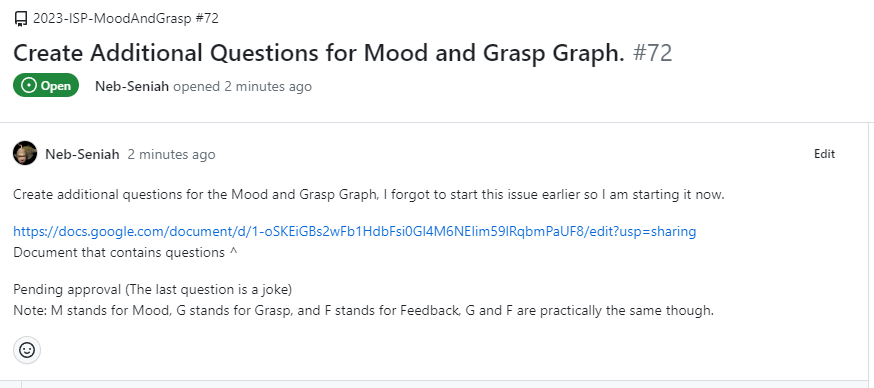 2023-ISP-MoodAndGrasp #72
Create Additional Questions for Mood and Grasp Graph. #72
Open Neb-Seniah opened 2 minutes ago
Neb-Seniah 2 minutes ago Edit
Create additional questions for the Mood and Grasp Graph, I forgot to start this issue earlier so I am starting it now.
https://docs.google.com/document/d/1-oSKEiGBs2wFb1HdbFsi0Gl4M6NElim59lRqbmPaUF8/edit?usp=sharing
Document that contains questions ^
Pending approval (The last question is a joke)
Note: M stands for Mood, G stands for Grasp, and F stands for Feedback, G and F are practically the same though.